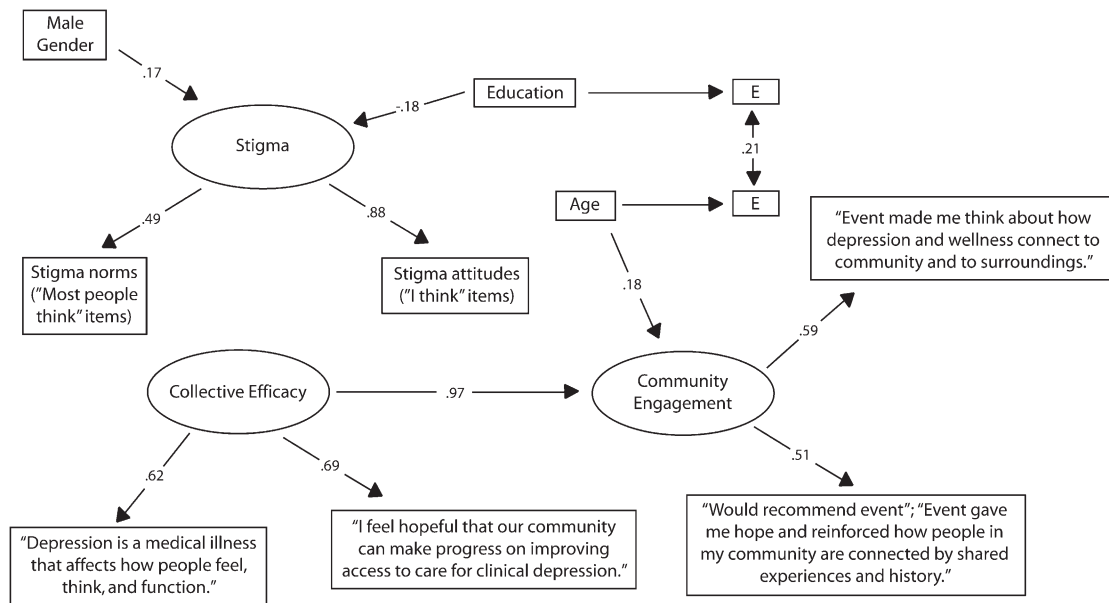 Male
Gender
.17
Education
E
-.18
Stigma
.21
.49
.88
Age
E
"Event made me think about how
depression and wellness connect to
community and to surroundings."
Stigma norms
("Most people
think" items)
Stigma attitudes
("I think" items)
.18
.59
Collective Efficacy
.97
Community
Engagement
.62
.69
.51
"Depression is a medical illness
that affects how people feel,
think, and function."
"I feel hopeful that our community
can make progress on improving
access to care for clinical depression."
"Would recommend event"; "Event gave
me hope and reinforced how people in
my community are connected by shared
experiences and history."